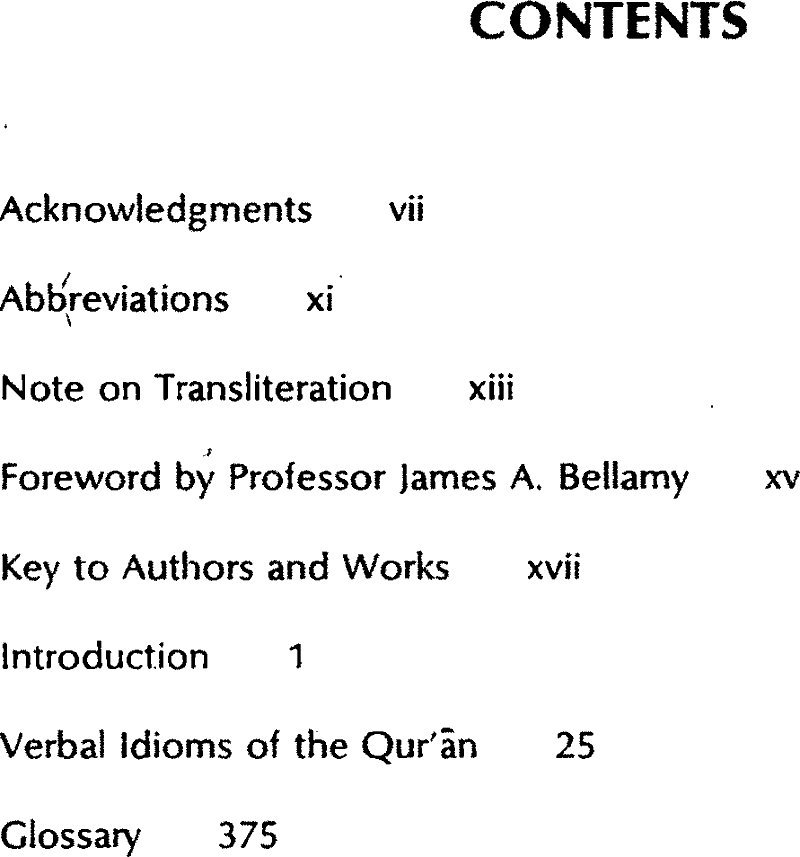 CONTENTS
Acknowledgments vii
Abbreviations xi
Note on Transliteration xiii
Foreword by Professor James A. Bellamy xv
Key to Authors and Works xvii
Introduction 1
Verbal Idioms of the Qur'ān 25
Glossary 375